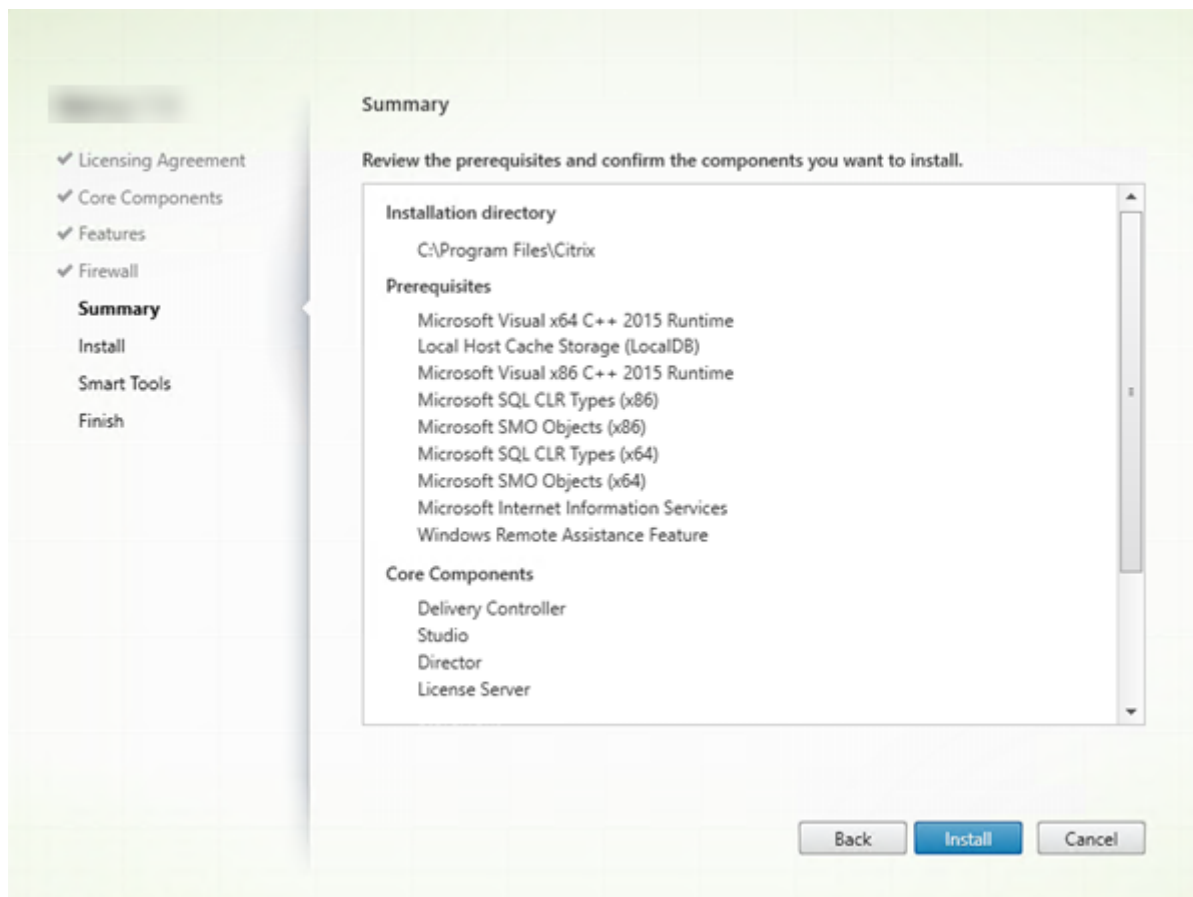 Summary
Licensing Agreement
Core Components
Features
Firewall
Summary
Install
Smart Tools
Finish
Review the prerequisites and confirm the components you want to install.
Installation directory
C:\Program Files\Citrix
Prerequisites
Microsoft Visual x64 C++ 2015 Runtime
Local Host Cache Storage (LocalDB)
Microsoft Visual x86 C++ 2015 Runtime
Microsoft SQL CLR Types (x86)
Microsoft SMO Objects (x86)
Microsoft SQL CLR Types (x64)
Microsoft SMO Objects (x64)
Microsoft Internet Information Services
Windows Remote Assistance Feature
Core Components
Delivery Controller
Studio
Director
License Server
Back
Install
Cancel